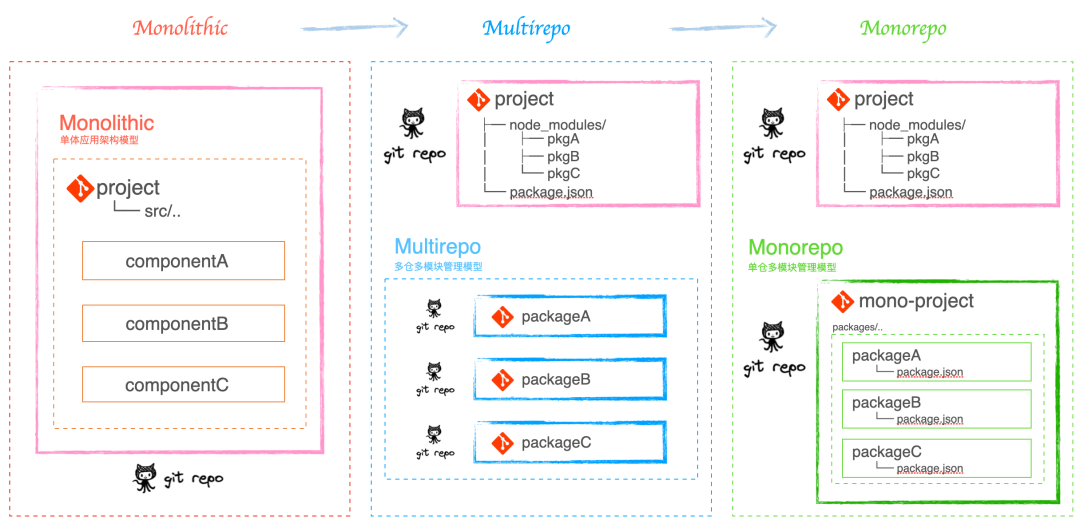 Monolithic
Multirepo
Monorepo
Monolithic
单体应用架构模型
project
src/..
componentA
componentB
componentC
git repo
git repo
project
node_modules/
pkgA
pkgB
pkgC
package.json
Multirepo
多仓多模块管理模型
git repo
packageA
git repo
packageB
git repo
packageC
git repo
project
node_modules/
pkgA
pkgB
pkgC
package.json
Monorepo
单仓多模块管理模型
git repo
mono-project
packages/..
packageA
package.json
packageB
package.json
packageC
package.json